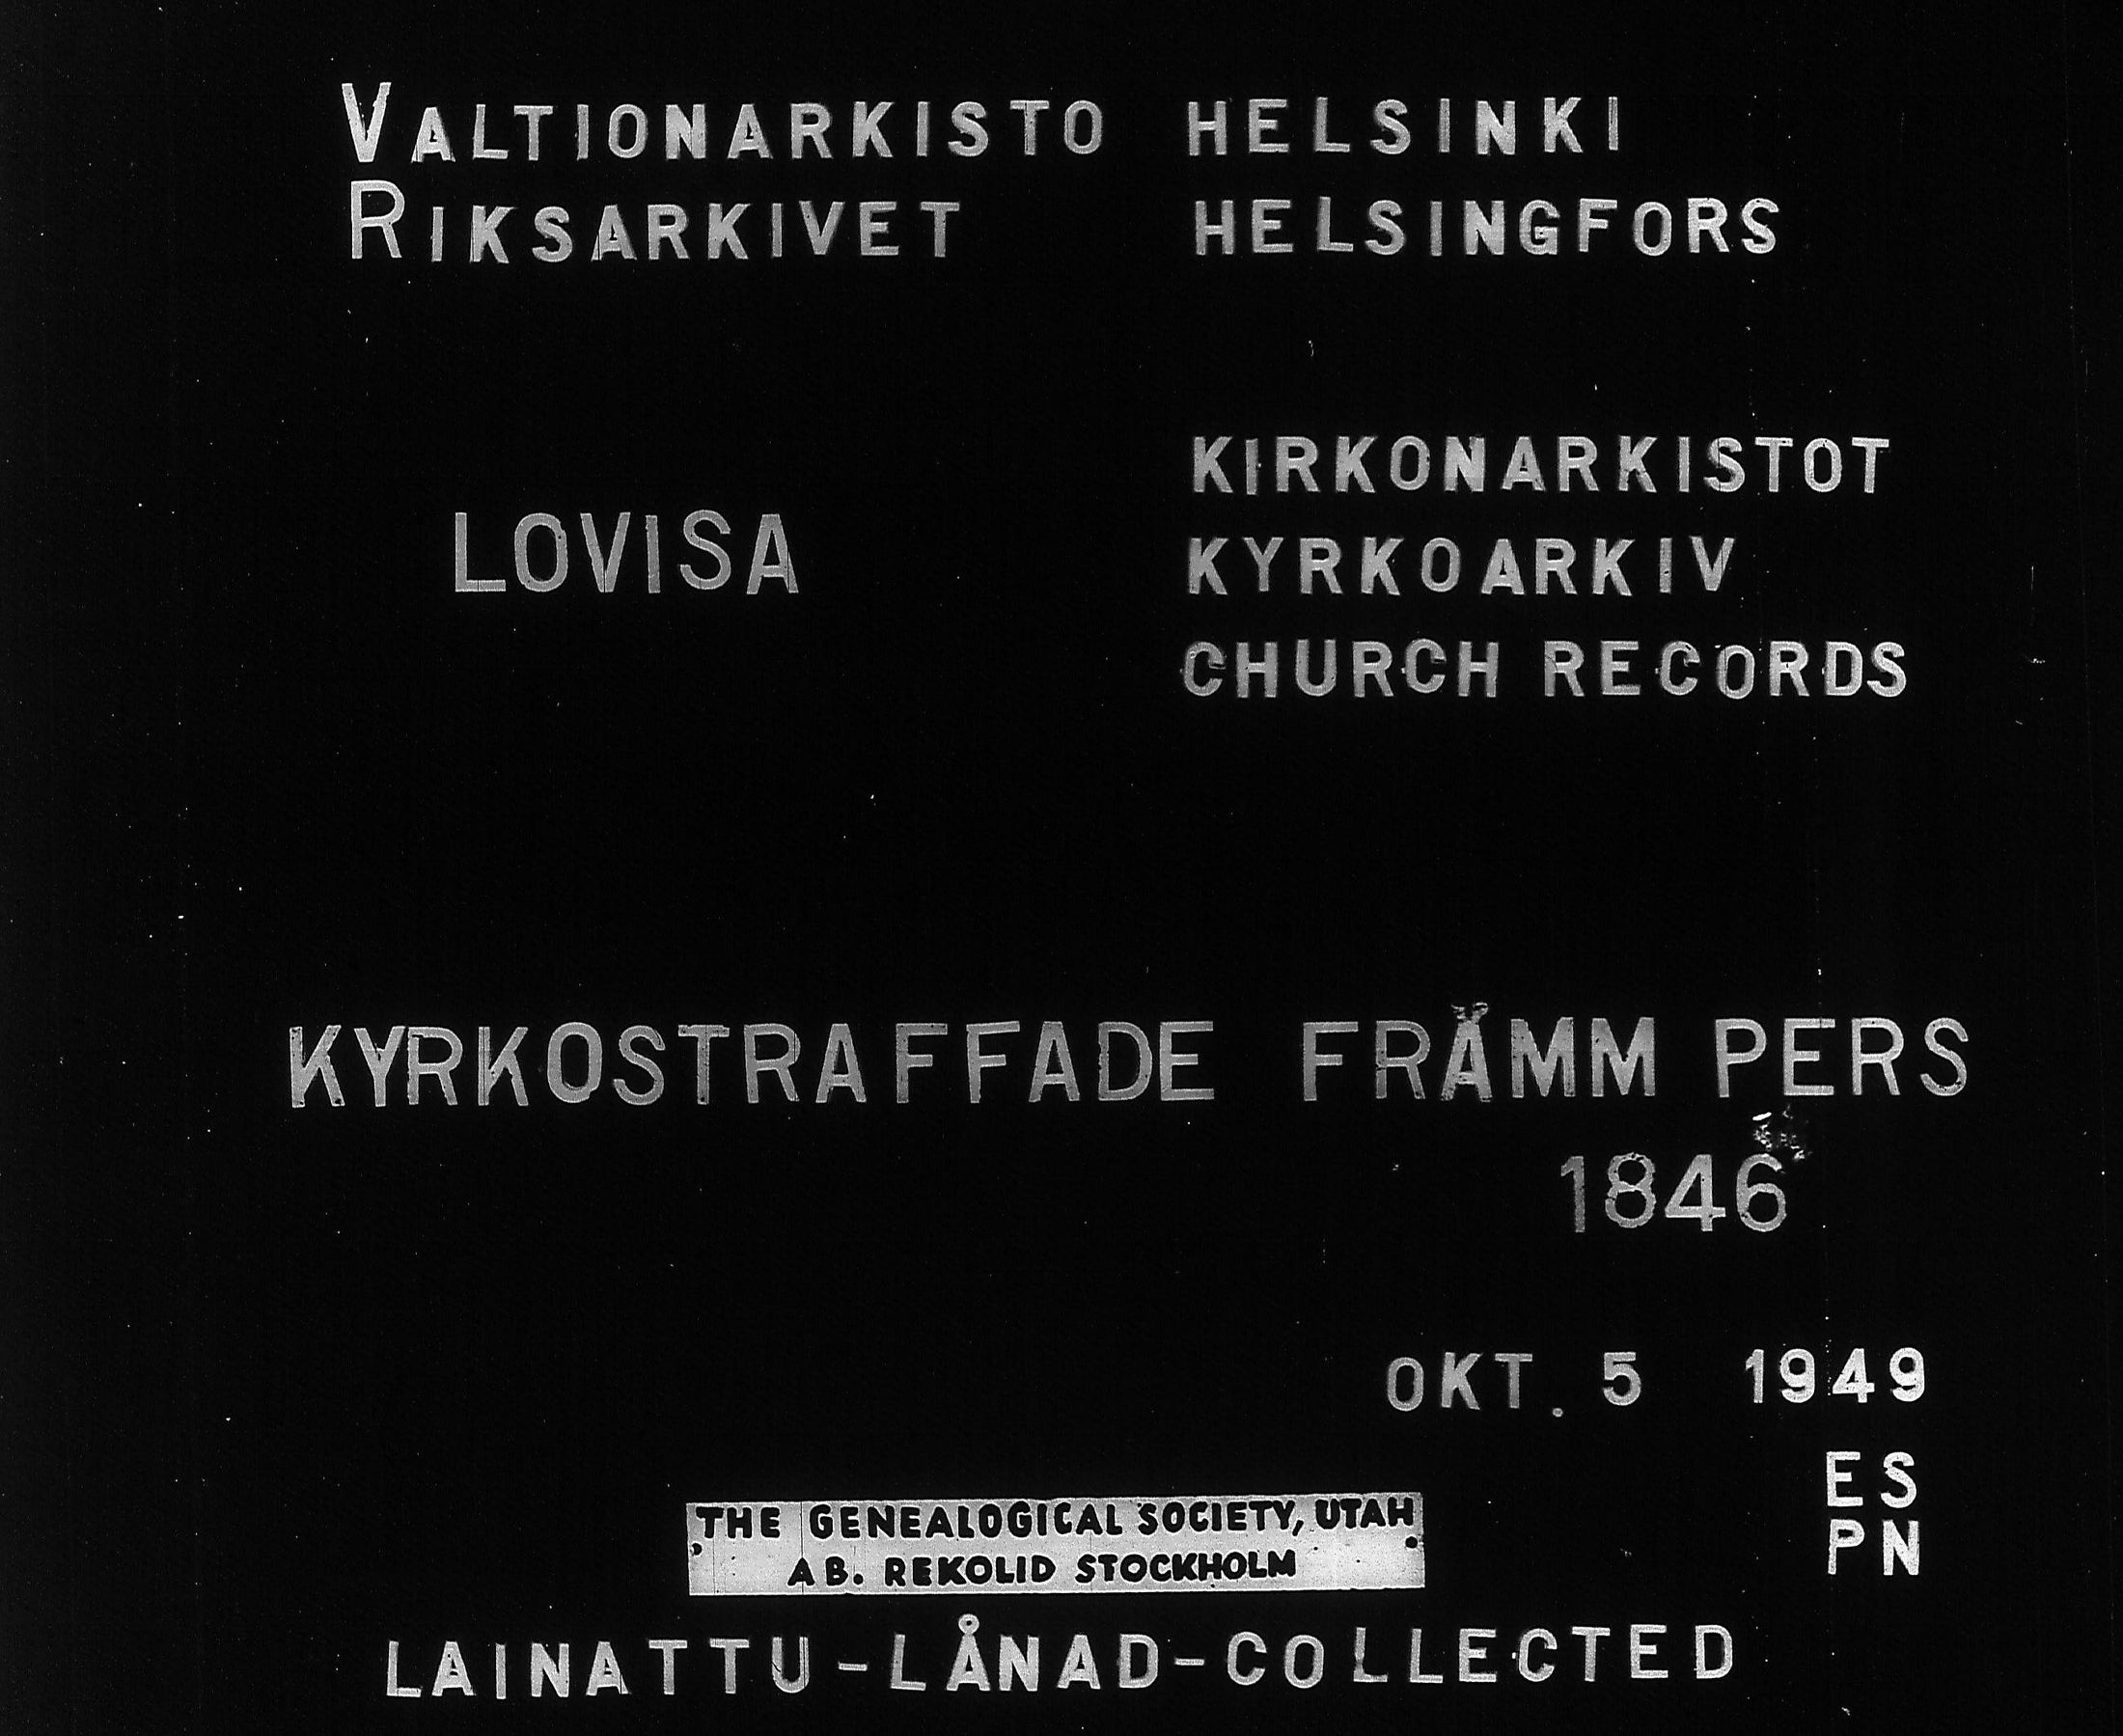 VALTIONARKISTO HELSINKI
RIKSARKIVET HELSINGFORS
KIRKONARKISTOT
LOVISA
KYRKOARKIV
CHURCH RECORDS
KYRKOSTRAFFADE FRÄMM PERS
1846
OKT. 5 1949
ES
PN
THE GENEALOGICAL SOCIETY, UTAH
AB. REKOLID STOCKHOLM
LAINATTU-LÅNAD-COLLECTED